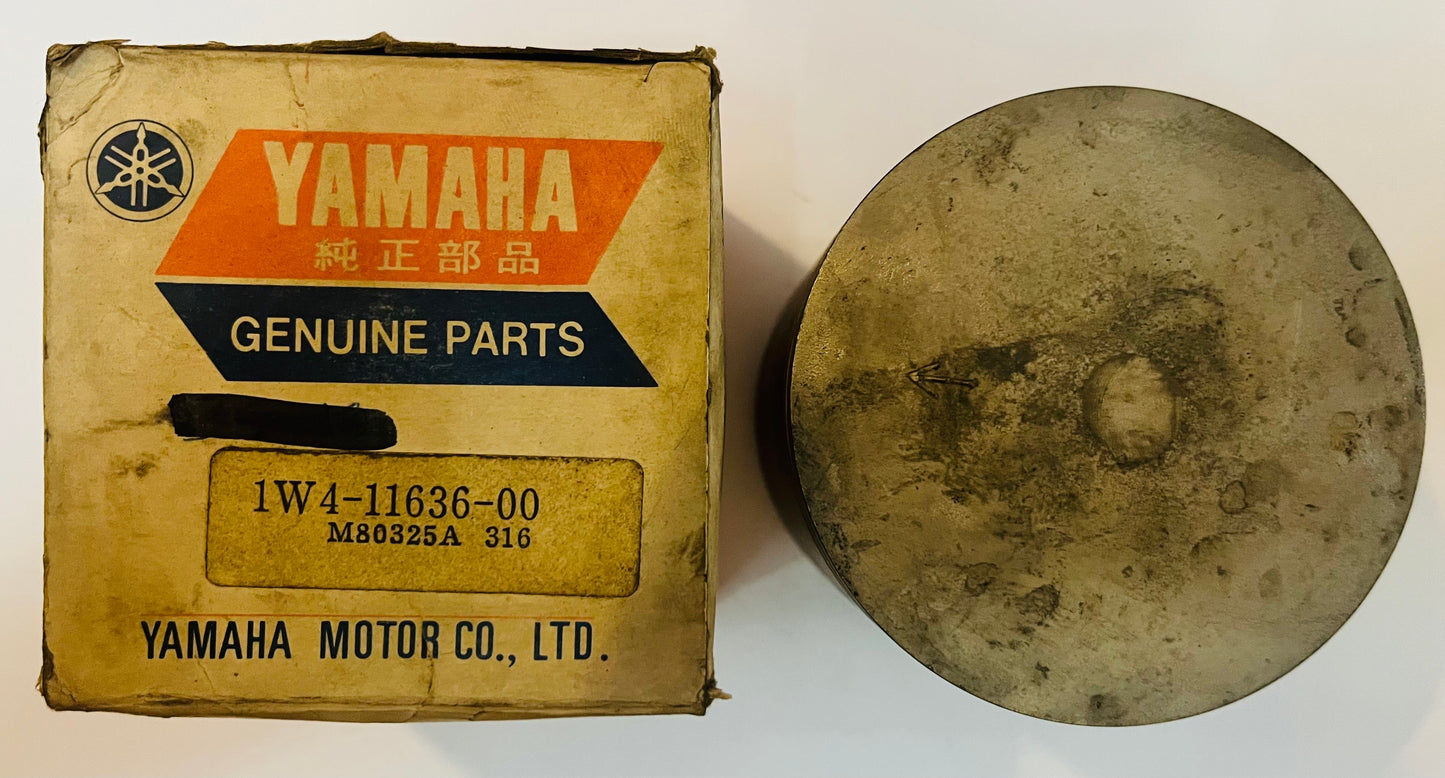 YAMAHA
純正部品
GENUINE PARTS
1W4-11636-00
M80325A 316
YAMAHA MOTOR CO., LTD.